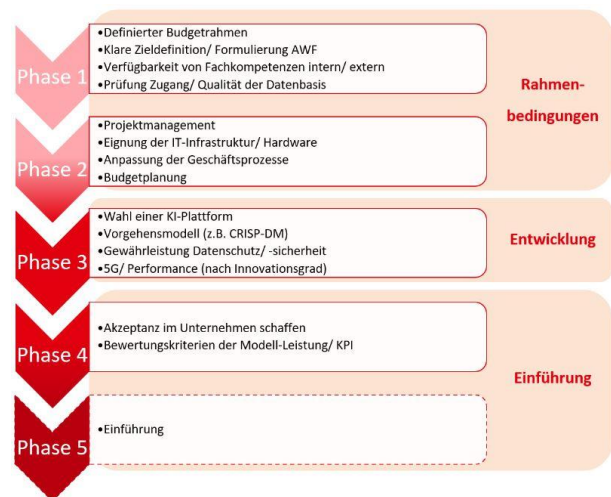 Phase 1
•Definierter Budgetrahmen
•Klare Zieldefinition/ Formulierung AWF
•Verfügbarkeit von Fachkompetenzen intern/ extern
•Prüfung Zugang/ Qualität der Datenbasis
Rahmen-
bedingungen
Phase 2
•Projektmanagement
•Eignung der IT-Infrastruktur/ Hardware
•Anpassung der Geschäftsprozesse
•Budgetplanung
Phase 3
•Wahl einer KI-Plattform
•Vorgehensmodell (z.B. CRISP-DM)
•Gewährleistung Datenschutz/ -sicherheit
•5G/ Performance (nach Innovationsgrad)
Entwicklung
Phase 4
•Akzeptanz im Unternehmen schaffen
•Bewertungskriterien der Modell-Leistung/ KPI
Einführung
Phase 5
•Einführung